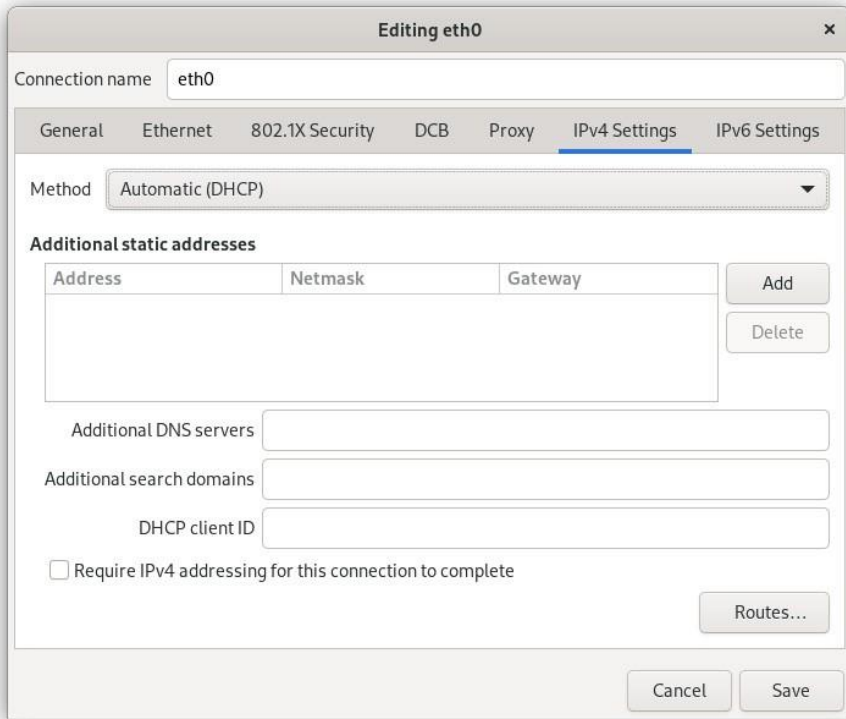 Editing eth0
Connection name eth0
General Ethernet 802.1X Security DCB Proxy IPv4 Settings IPv6 Settings
Method Automatic (DHCP)
Additional static addresses
Address Netmask Gateway
Add
Delete
Additional DNS servers
Additional search domains
DHCP client ID
Require IPv4 addressing for this connection to complete
Routes…
Cancel Save